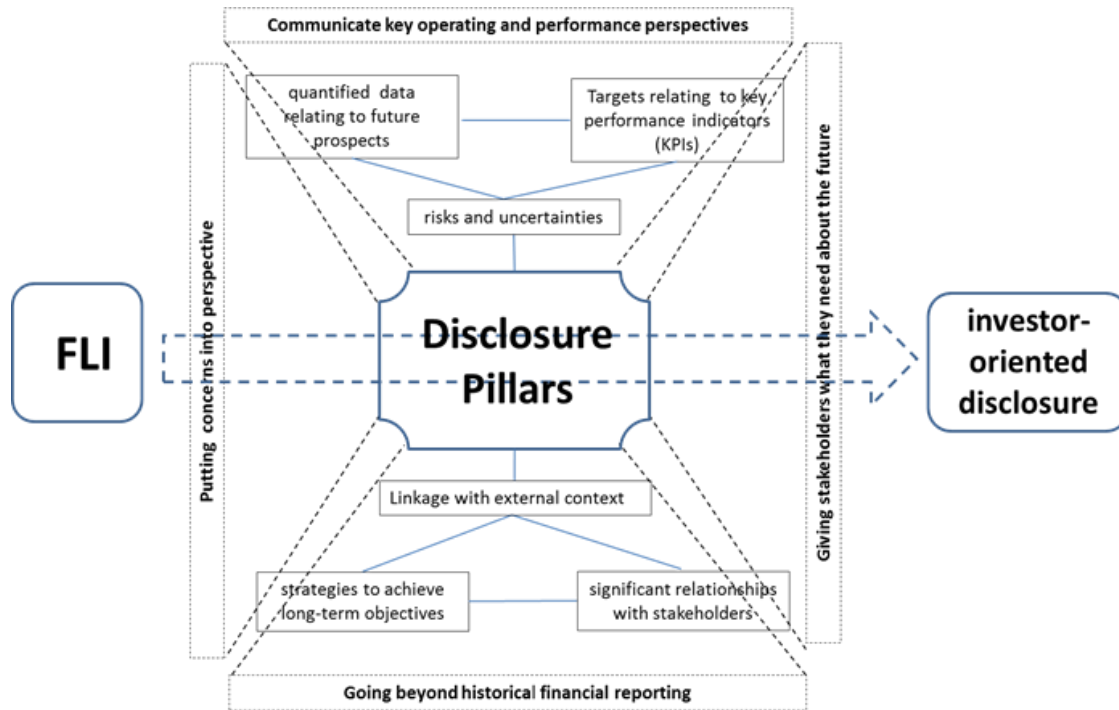 Communicate key operating and performance perspectives
quantified data
relating to future
prospects
Targets relating to key
performance indicators
(KPIs)
risks and uncertainties
Putting concerns into perspective
Giving stakeholders what they need about the future
FLI
Disclosure
Pillars
investor-
oriented
disclosure
Linkage with external context
strategies to achieve
long-term objectives
significant relationships
with stakeholders
Going beyond historical financial reporting